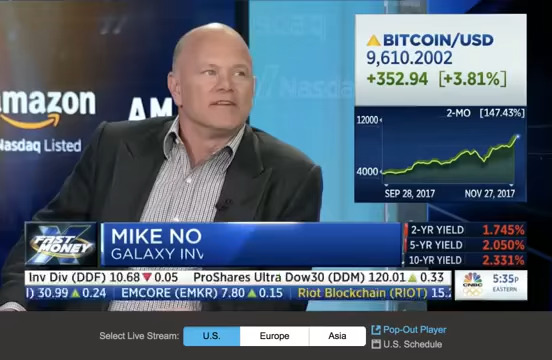 amazon
AM
Nasdaq
Nasdaq Listed
BITCOIN/USD
9,610.2002
+352.94 [+3.81%]
2-MO [147.43%]
12000
4000
SEP 28, 2017 NOV 27, 2017
FAST MONEY
MIKE NO
GALAXY INV
2-YR YIELD 1.745%
5-YR YIELD 2.050%
10-YR YIELD 2.331%
Inv Div (DDF) 10.68 ▼ 0.05 ProShares Ultra Dow30 (DDM) 120.01 ▲ 0.33
) 30.99 ▲ 0.24 EMCORE (EMKR) 7.80 ▲ 0.15 Riot Blockchain (RIOT) 15.2
CNBC
5:35P
EASTERN
Select Live Stream: U.S. Europe Asia
Pop-Out Player
U.S. Schedule